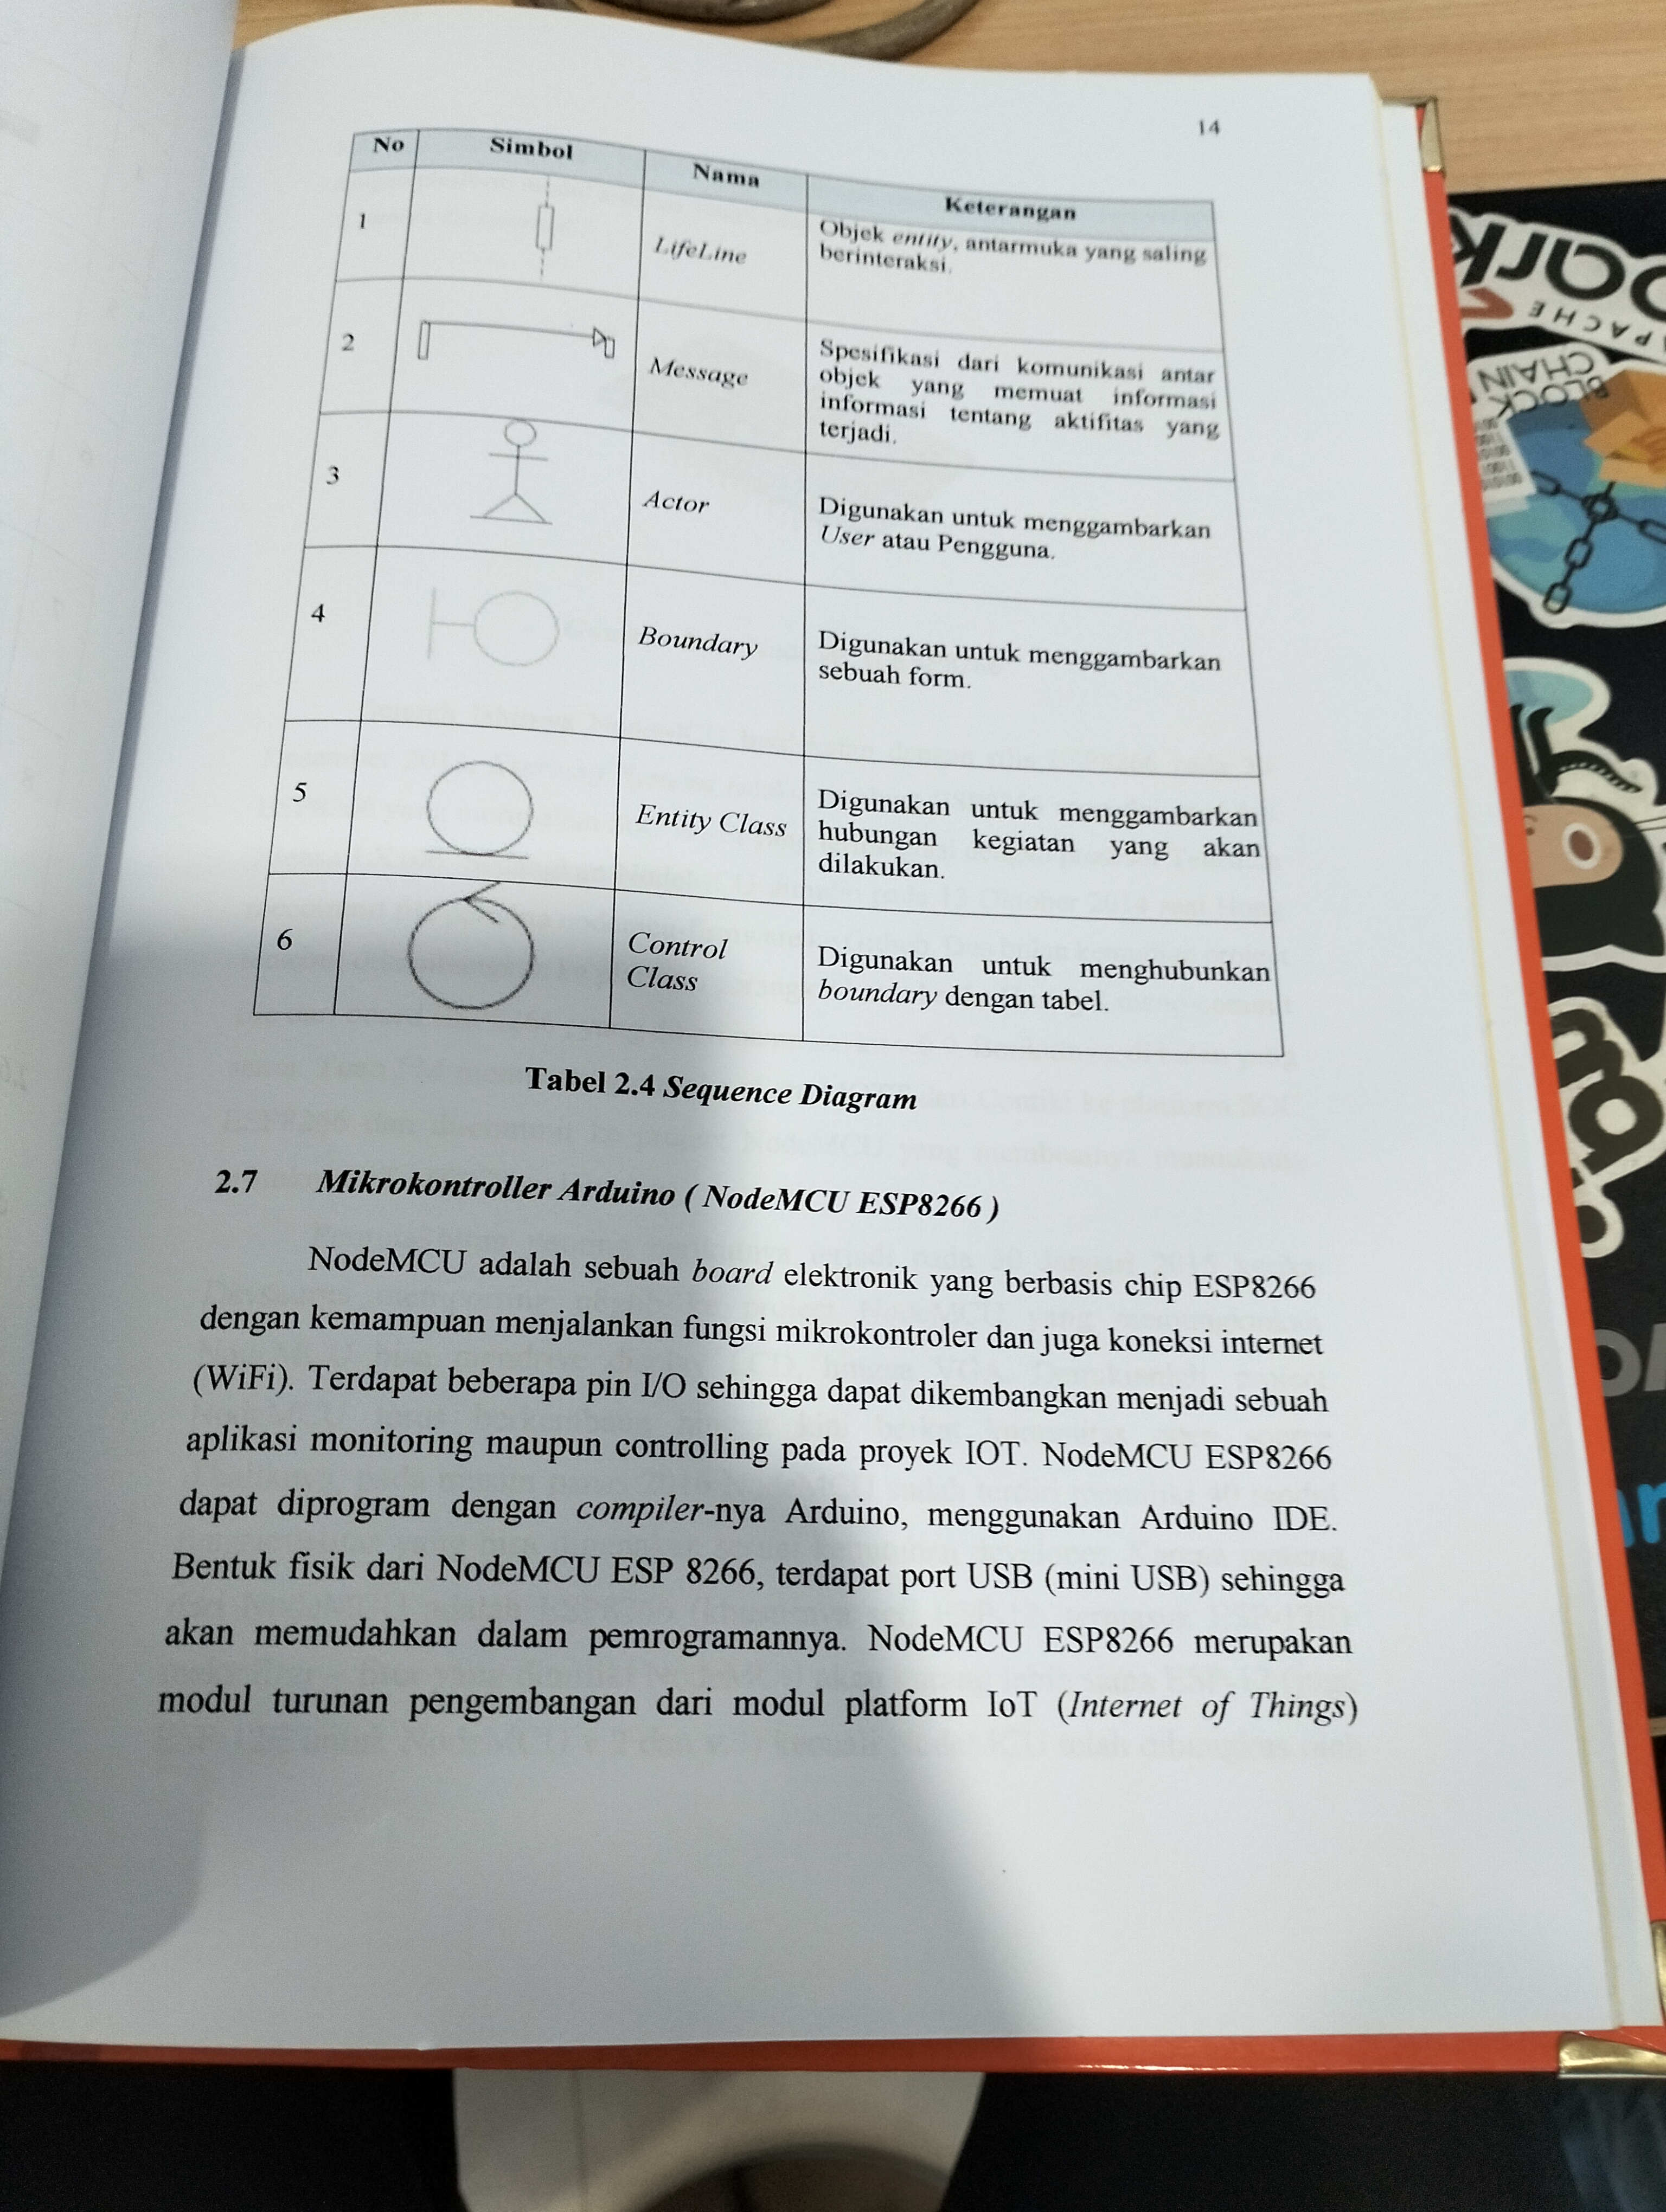 14
No Simbol Nama Keterangan
1 LifeLine Objek entity, antarmuka yang saling
berinteraksi.
2 Message Spesifikasi dari komunikasi antar
objek yang memuat informasi
informasi tentang aktifitas yang
terjadi.
3 Actor Digunakan untuk menggambarkan
User atau Pengguna.
4 Boundary Digunakan untuk menggambarkan
sebuah form.
5 Entity Class Digunakan untuk menggambarkan
hubungan kegiatan yang akan
dilakukan.
6 Control Class Digunakan untuk menghubunkan
boundary dengan tabel.
Tabel 2.4 Sequence Diagram
2.7 Mikrokontroller Arduino ( NodeMCU ESP8266 )
NodeMCU adalah sebuah board elektronik yang berbasis chip ESP8266
dengan kemampuan menjalankan fungsi mikrokontroler dan juga koneksi internet
(WiFi). Terdapat beberapa pin I/O sehingga dapat dikembangkan menjadi sebuah
aplikasi monitoring maupun controlling pada proyek IOT. NodeMCU ESP8266
dapat diprogram dengan compiler-nya Arduino, menggunakan Arduino IDE.
Bentuk fisik dari NodeMCU ESP 8266, terdapat port USB (mini USB) sehingga
akan memudahkan dalam pemrogramannya. NodeMCU ESP8266 merupakan
modul turunan pengembangan dari modul platform IoT (Internet of Things)
APACHE
BLOCK
CHAIN